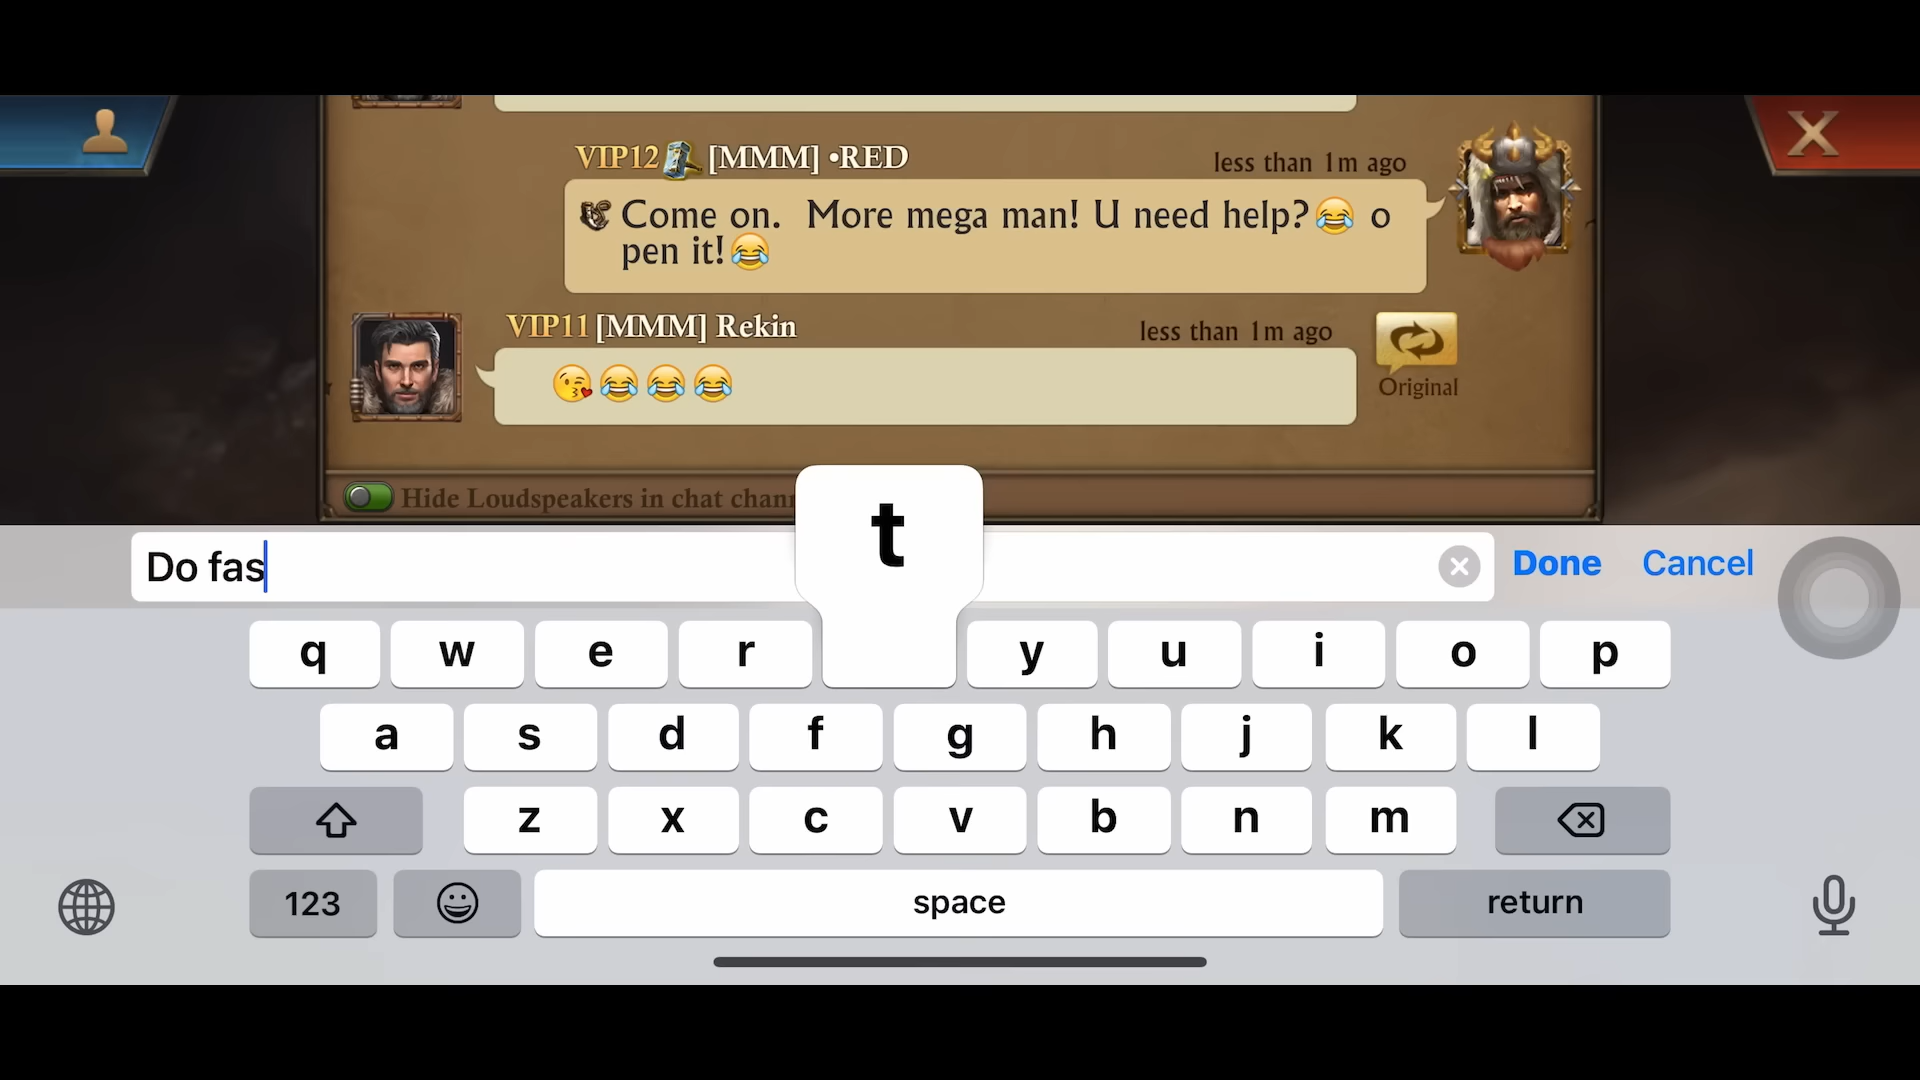 VIP12 [MMM] •RED less than 1m ago
Come on. More mega man! U need help?😂 o
pen it!😂
VIP11 [MMM] Rekin less than 1m ago
😘😂😂😂
Original
Hide Loudspeakers in chat chann
t
Do fas Done Cancel
q w e r y u i o p
a s d f g h j k l
z x c v b n m
123 space return